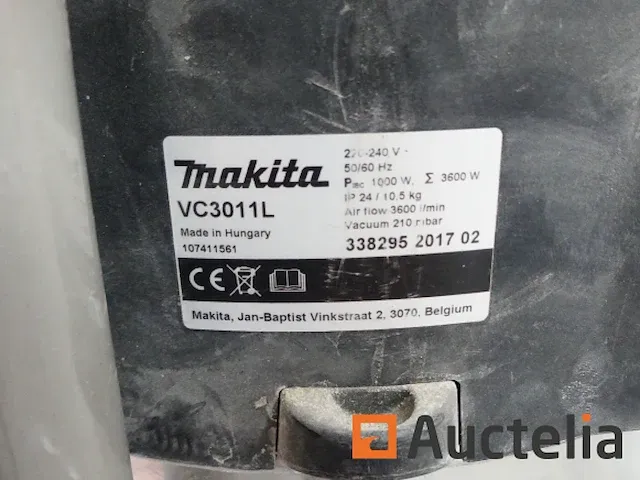 makita
VC3011L
Made in Hungary
107411561
220-240 V ~
50/60 Hz
Prec 1000 W, Σ 3600 W
IP 24 / 10.5 kg
Air flow 3600 l/min
Vacuum 210 mbar
338295 2017 02
CE
Makita, Jan-Baptist Vinkstraat 2, 3070, Belgium
Auctelia